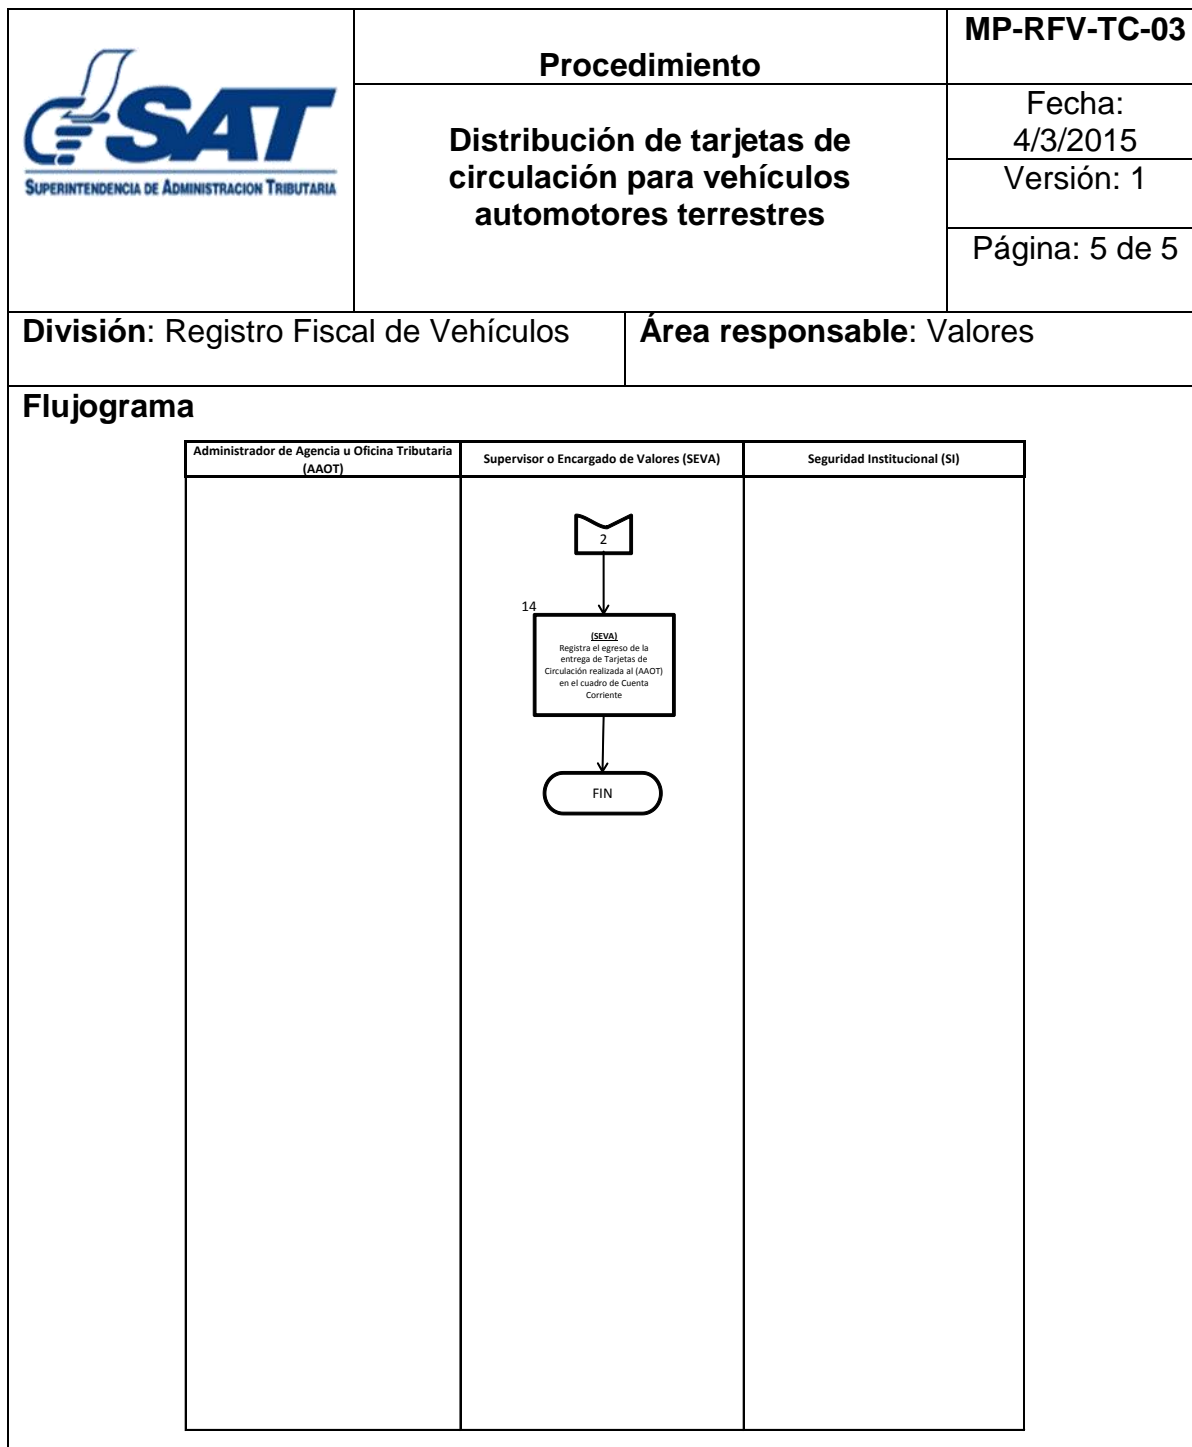 SAT
SUPERINTENDENCIA DE ADMINISTRACION TRIBUTARIA
Procedimiento
Distribución de tarjetas de
circulación para vehículos
automotores terrestres
MP-RFV-TC-03
Fecha:
4/3/2015
Versión: 1
Página: 5 de 5
División: Registro Fiscal de Vehículos
Área responsable: Valores
Flujograma
Administrador de Agencia u Oficina Tributaria
(AAOT)
Supervisor o Encargado de Valores (SEVA)
Seguridad Institucional (SI)
2
14
(SEVA)
Registra el egreso de la
entrega de Tarjetas de
Circulación realizada al (AAOT)
en el cuadro de Cuenta
Corriente
FIN